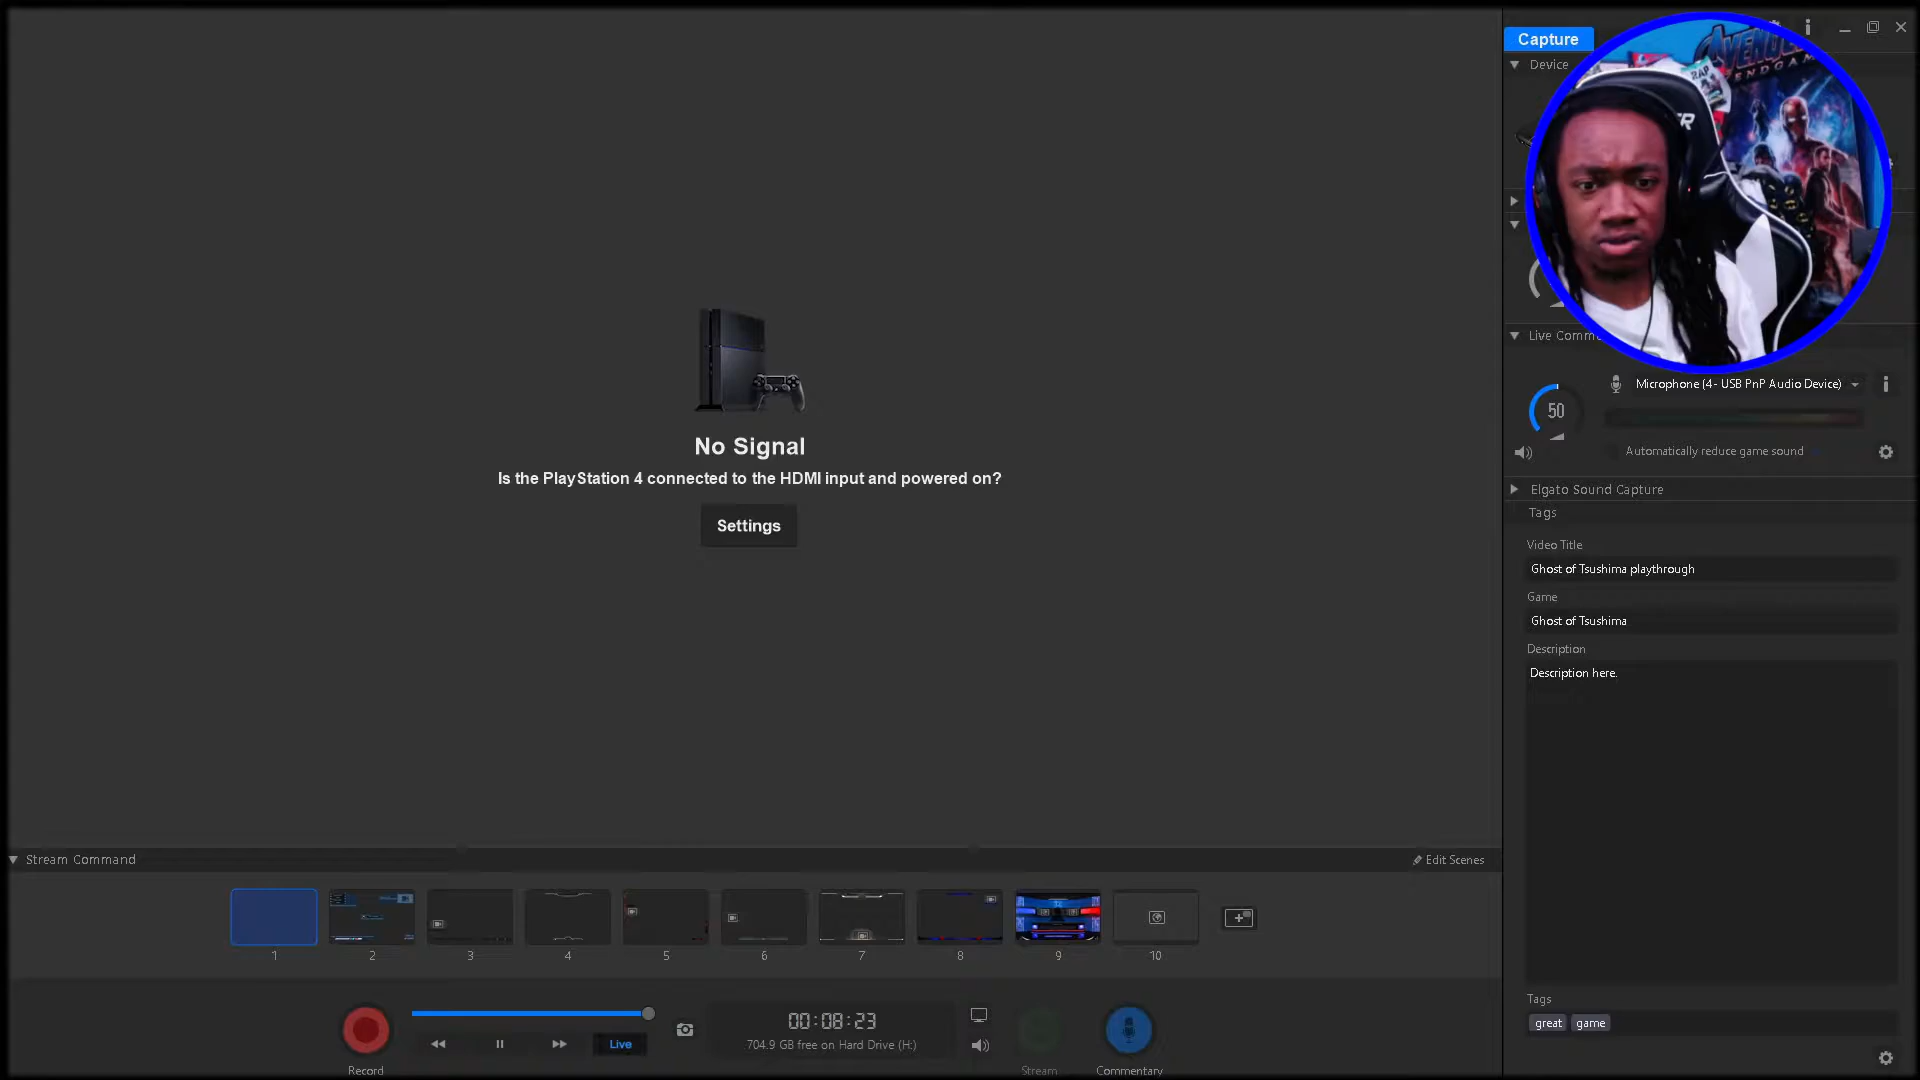 Capture
Device
AVENGERS
ENDGAME
RAP
No Signal
Is the PlayStation 4 connected to the HDMI input and powered on?
Settings
Live Comm
Microphone (4- USB PnP Audio Device)
50
Automatically reduce game sound
Elgato Sound Capture
Tags
Video Title
Ghost of Tsushima playthrough
Game
Ghost of Tsushima
Description
Description here.
Stream Command
Edit Scenes
1 2 3 4 5 6 7 8 9 10
Tags
great game
00:08:23
704.9 GB free on Hard Drive (H:)
Live
Record
Stream
Commentary